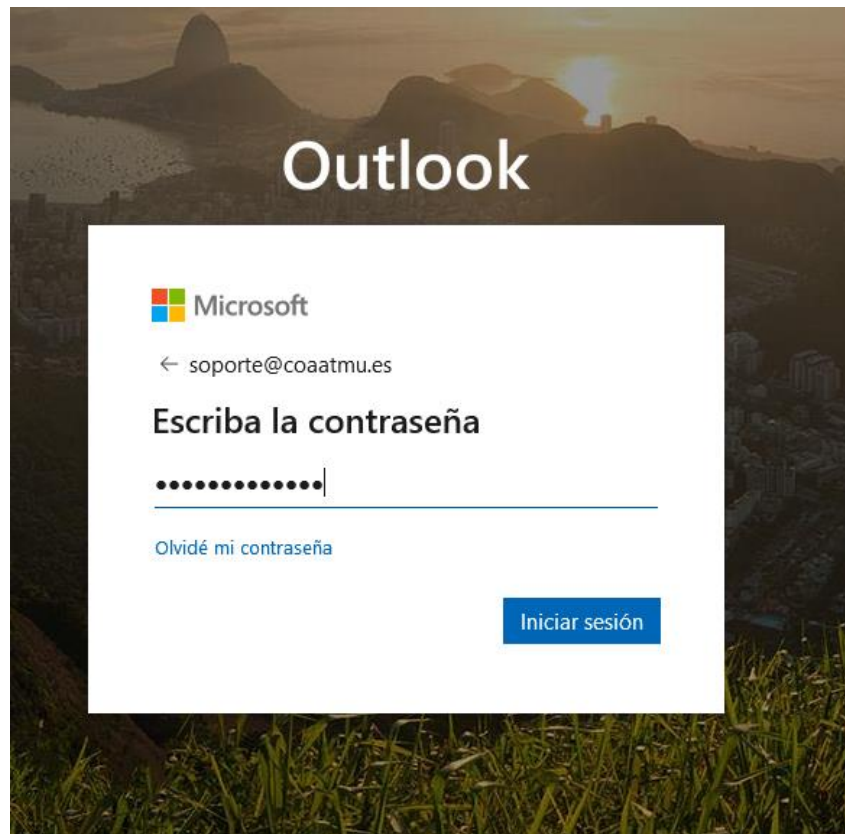 Outlook
Microsoft
← soporte@coaatmu.es
Escriba la contraseña
•••••••••••••
Olvidé mi contraseña
Iniciar sesión